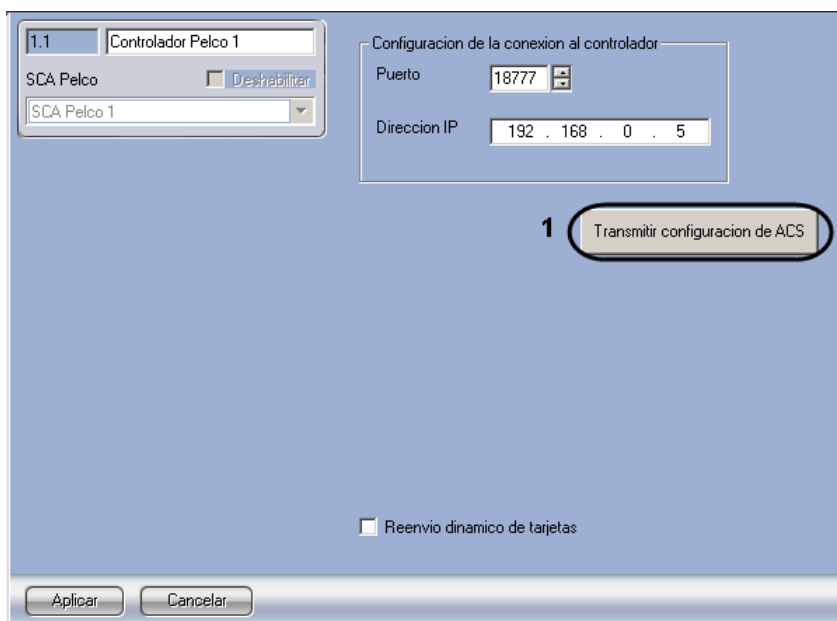 1.1 Controlador Pelco 1
SCA Pelco Deshabilitar
SCA Pelco 1
Configuracion de la conexion al controlador
Puerto 18777
Direccion IP 192 . 168 . 0 . 5
1 Transmitir configuracion de ACS
Reenvio dinamico de tarjetas
Aplicar Cancelar